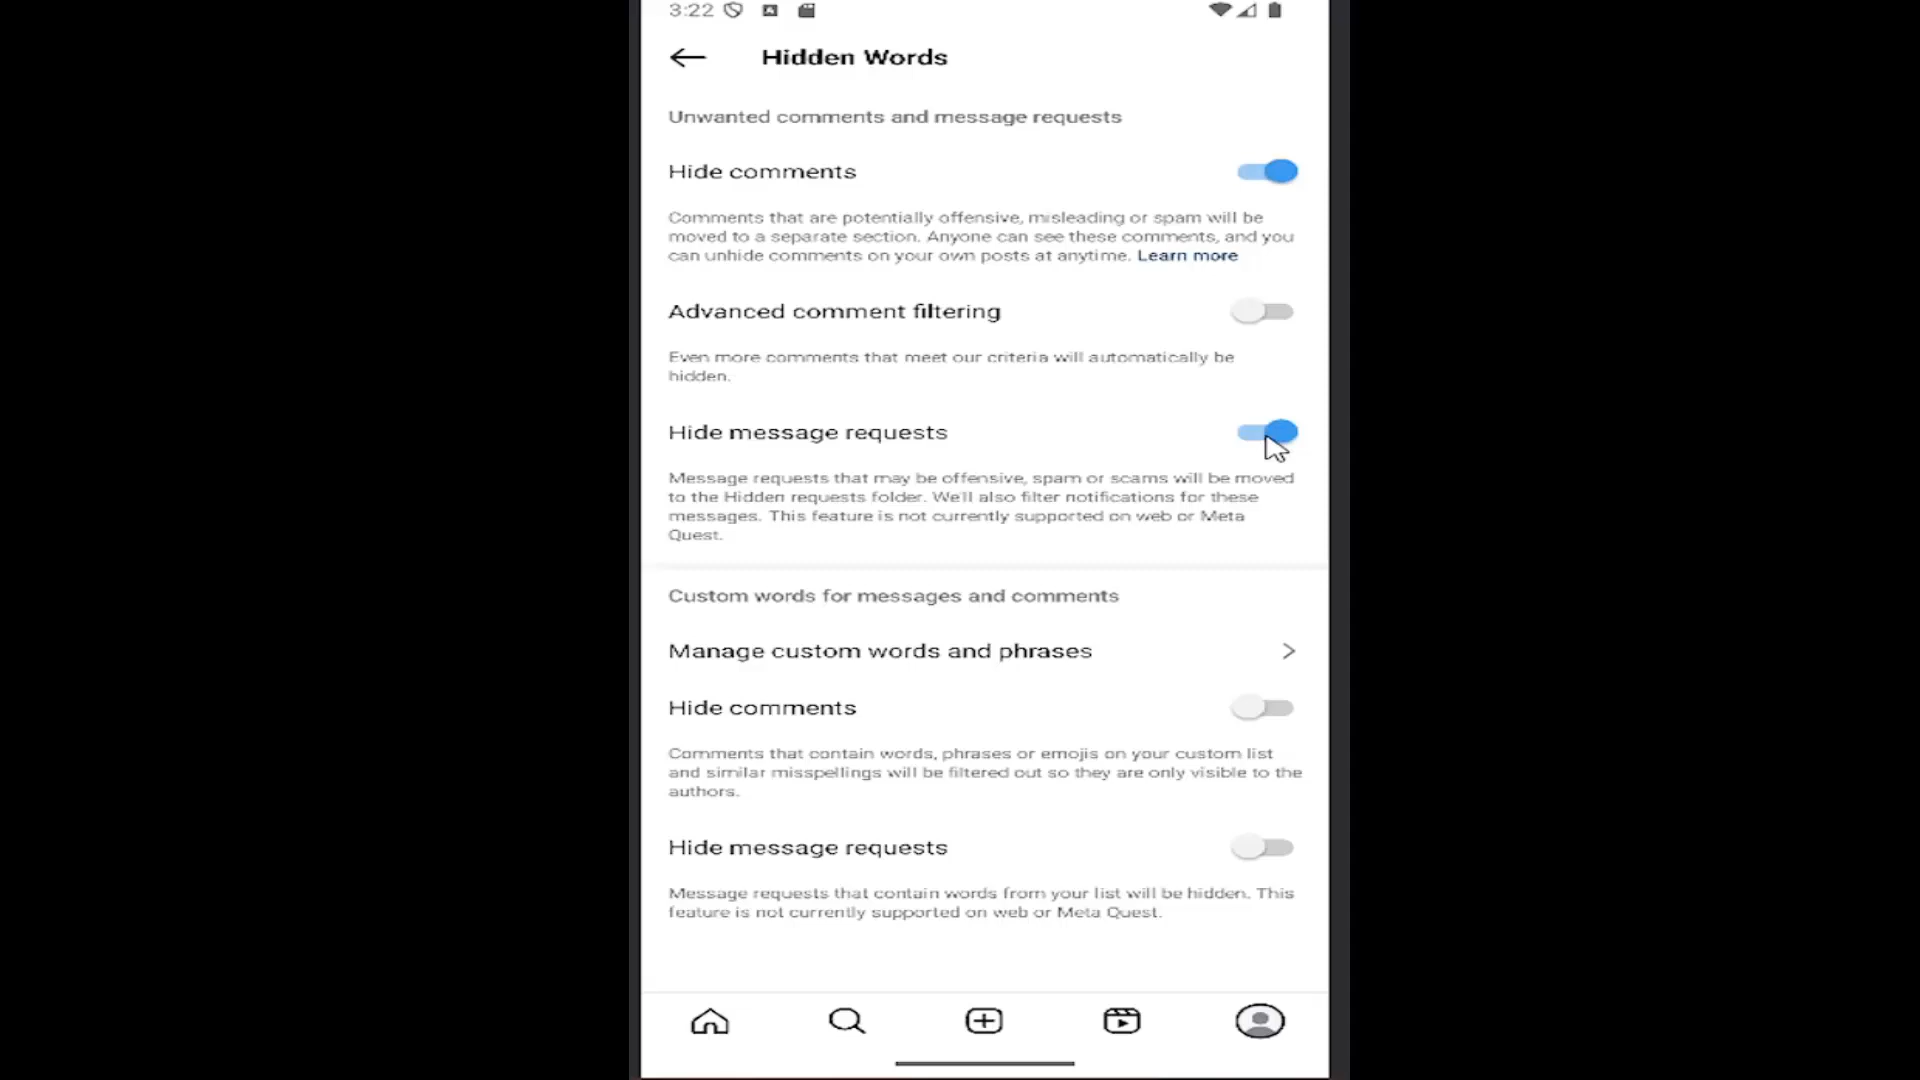 3:22
Hidden Words
Unwanted comments and message requests
Hide comments
Comments that are potentially offensive, misleading or spam will be
moved to a separate section. Anyone can see these comments, and you
can unhide comments on your own posts at anytime. Learn more
Advanced comment filtering
Even more comments that meet our criteria will automatically be
hidden.
Hide message requests
Message requests that may be offensive, spam or scams will be moved
to the Hidden requests folder. We'll also filter notifications for these
messages. This feature is not currently supported on web or Meta
Quest.
Custom words for messages and comments
Manage custom words and phrases
Hide comments
Comments that contain words, phrases or emojis on your custom list
and similar misspellings will be filtered out so they are only visible to the
authors.
Hide message requests
Message requests that contain words from your list will be hidden. This
feature is not currently supported on web or Meta Quest.